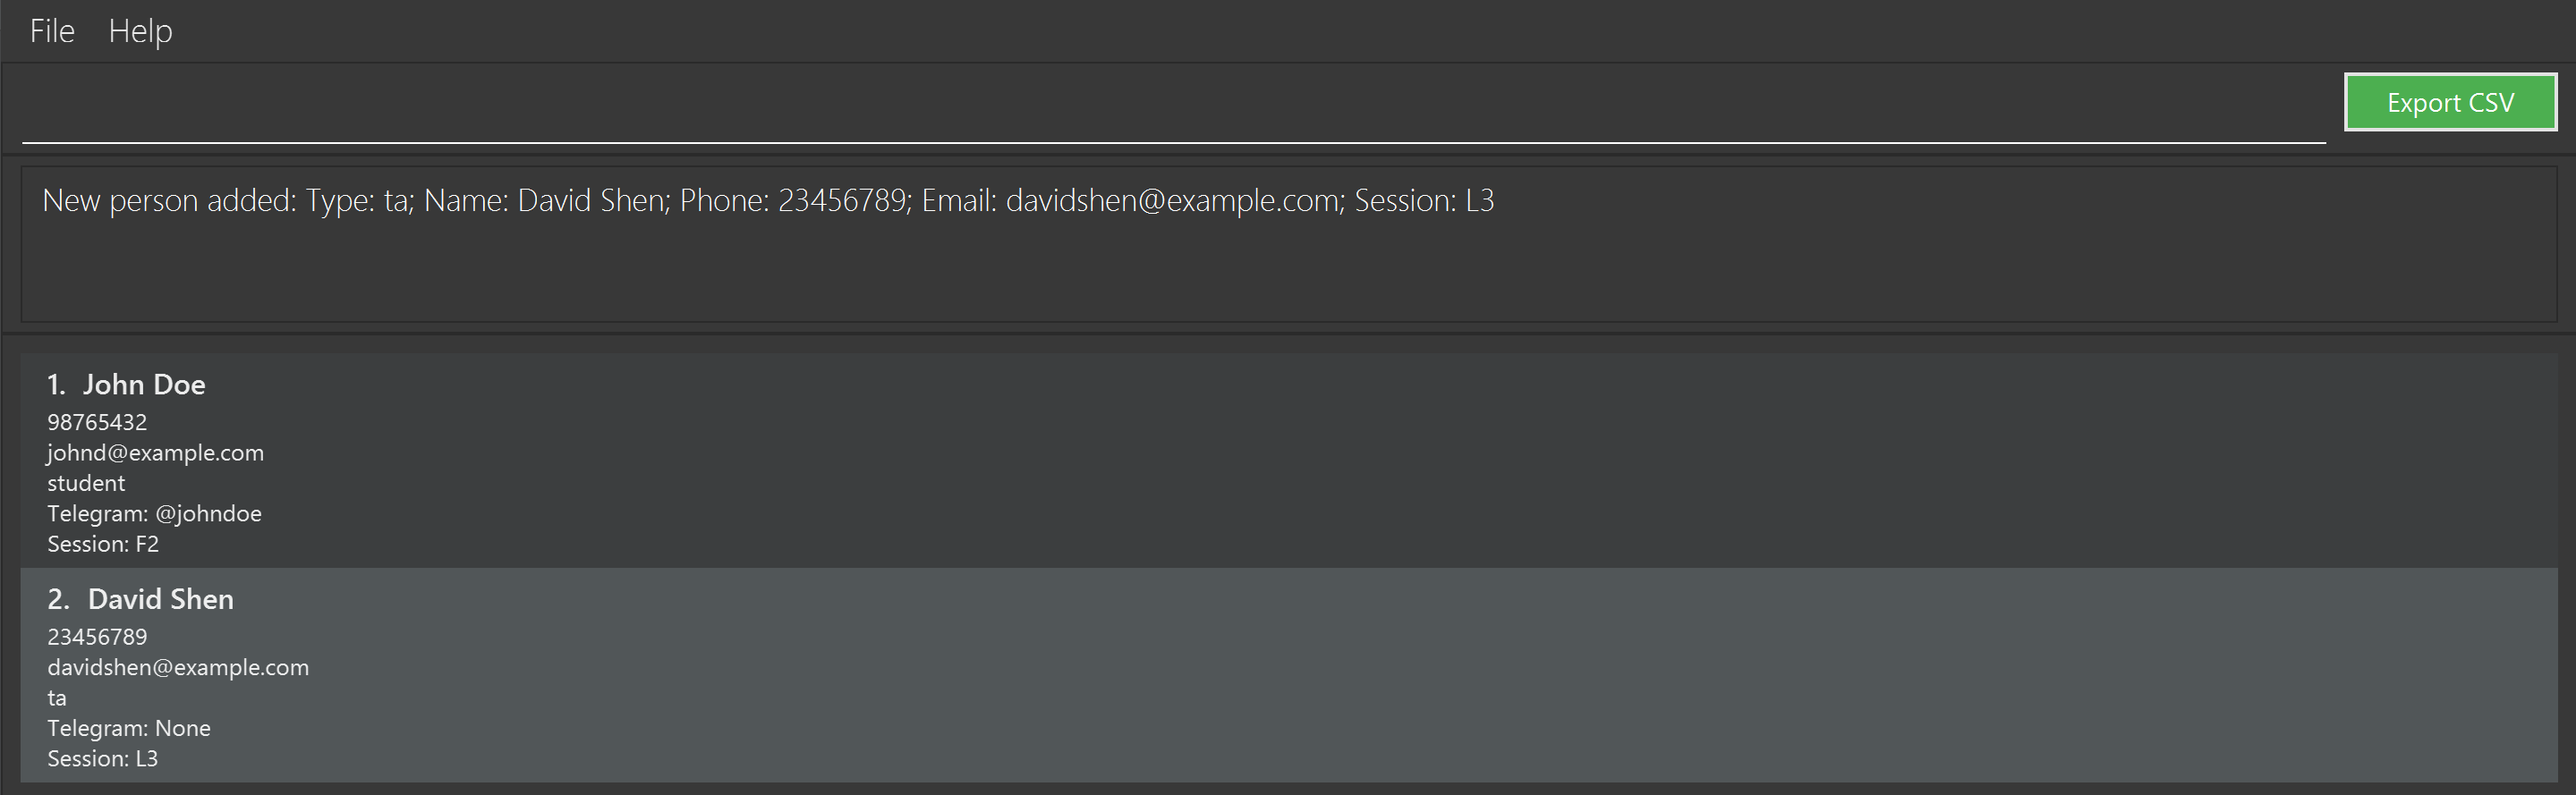 File Help
Export CSV
New person added: Type: ta; Name: David Shen; Phone: 23456789; Email: davidshen@example.com; Session: L3
1. John Doe
98765432
johnd@example.com
student
Telegram: @johndoe
Session: F2
2. David Shen
23456789
davidshen@example.com
ta
Telegram: None
Session: L3